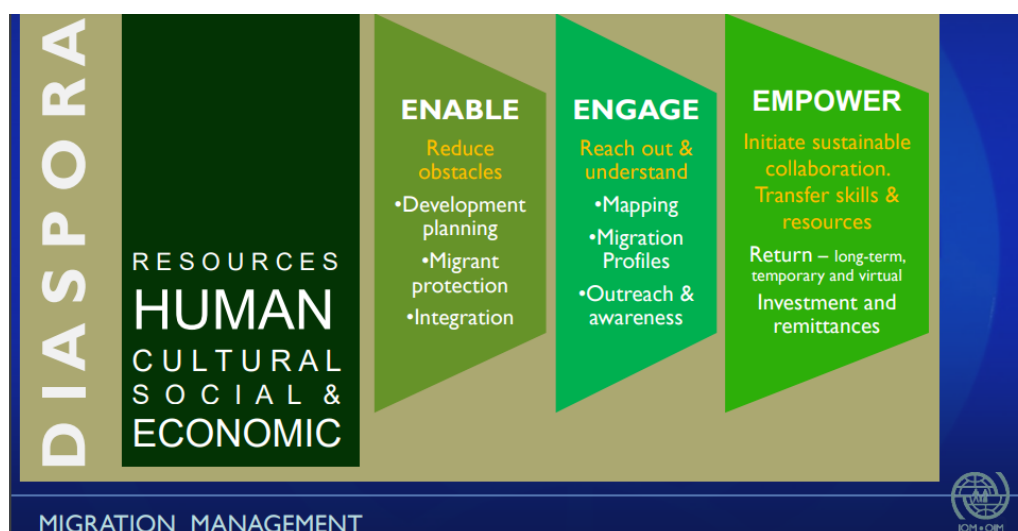 DIASPORA
RESOURCES
HUMAN
CULTURAL
SOCIAL &
ECONOMIC
ENABLE
Reduce
obstacles
•Development
planning
•Migrant
protection
•Integration
ENGAGE
Reach out &
understand
•Mapping
•Migration
Profiles
•Outreach &
awareness
EMPOWER
Initiate sustainable
collaboration.
Transfer skills &
resources
Return – long-term,
temporary and virtual
Investment and
remittances
MIGRATION MANAGEMENT
IOM • OIM